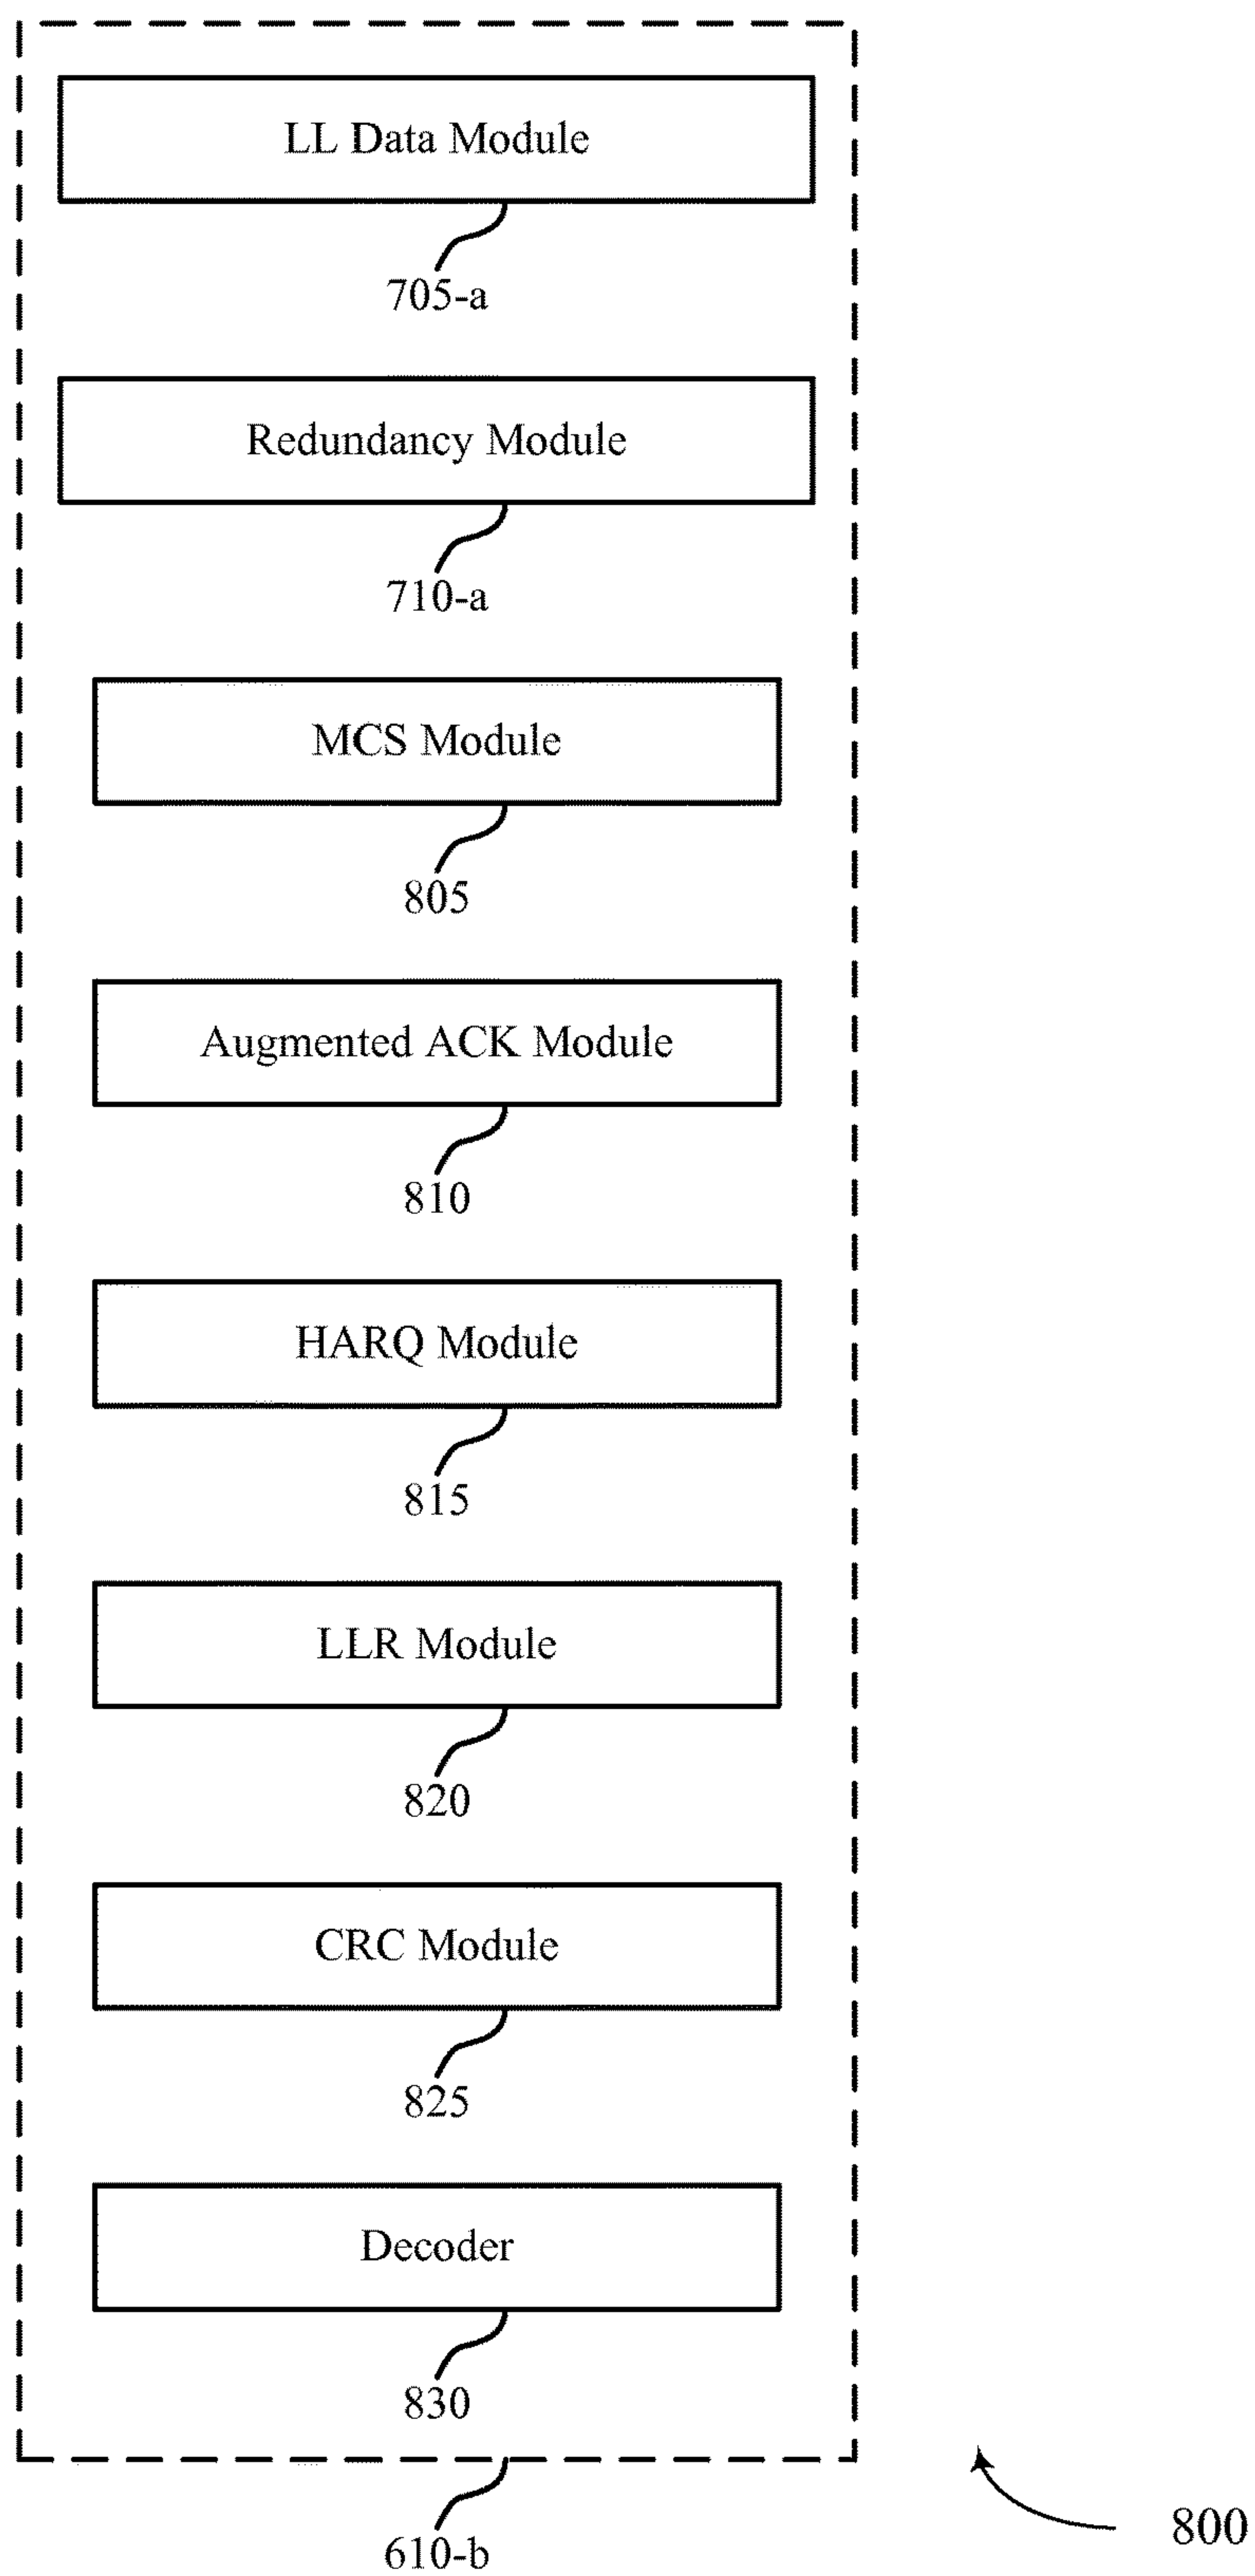 LL Data Module
705-a
Redundancy Module
710-a
MCS Module
805
Augmented ACK Module
810
HARQ Module
815
LLR Module
820
CRC Module
825
Decoder
830
610-b
800